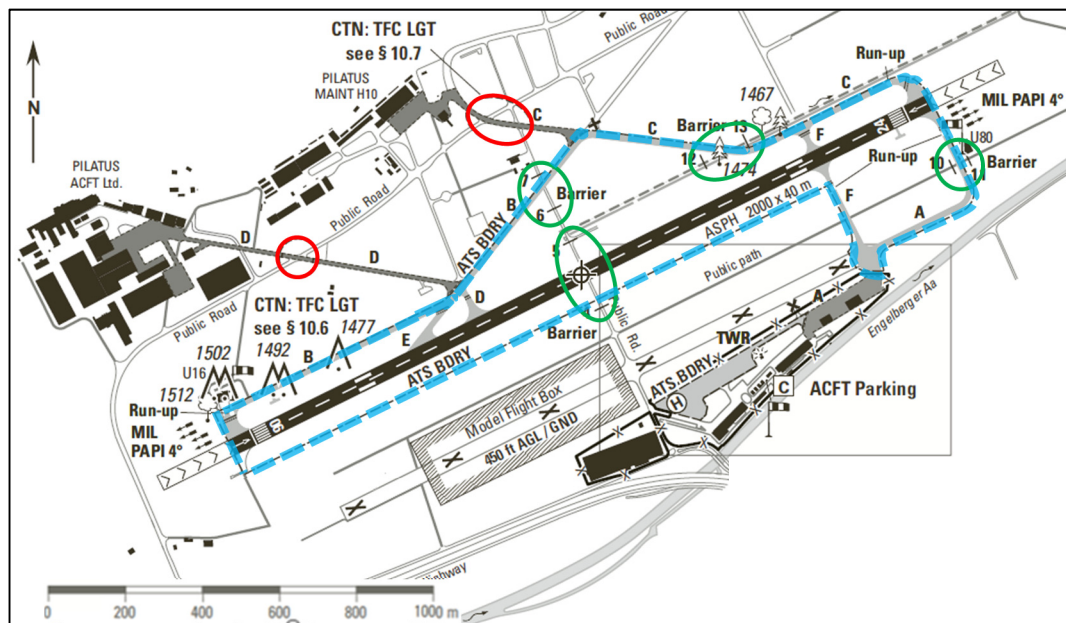 CTN: TFC LGT
see § 10.7
Public Road
N
PILATUS
MAINT H10
C
Run-up
C
MIL PAPI 4°
1467
Barrier 13
12
1474
F
24
U80
Run-up
10
11
Barrier
PILATUS
ACFT Ltd.
Public Road
7
Barrier
B
6
ATS BDRY
5
ASPH 2000 x 40 m
F
A
D
D
Public path
Public Road
CTN: TFC LGT
see § 10.6
D
E
Barrier
Public Rd.
A
Engelberger Aa
TWR
1477
1502
1492
B
ATS BDRY
U16
1512
Run-up
MIL
PAPI 4°
06
ATS BDRY
H
C
ACFT Parking
Model Flight Box
450 ft AGL / GND
Highway
0 200 400 600 800 1000 m